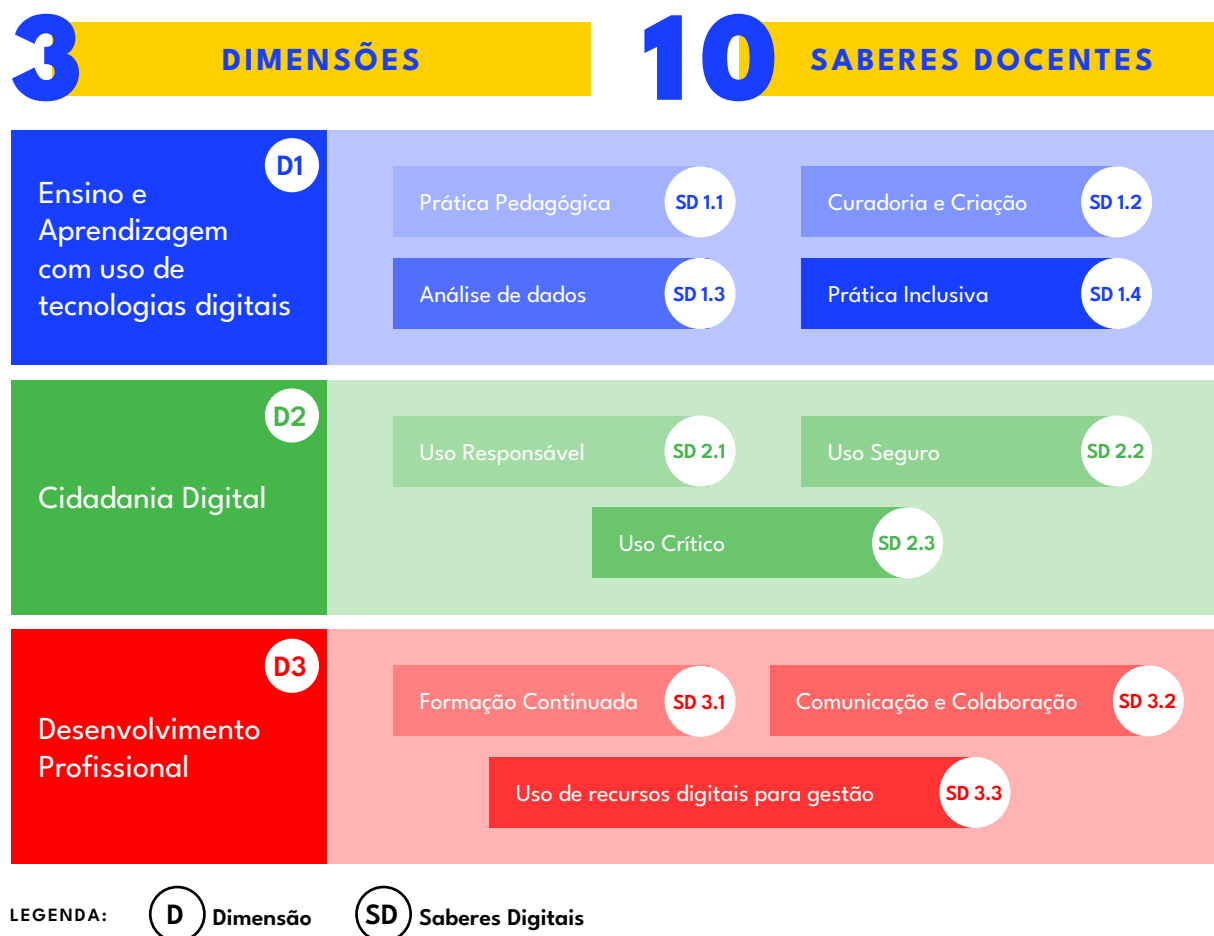 3 DIMENSÕES
10 SABERES DOCENTES
D1
Ensino e
Aprendizagem
com uso de
tecnologias digitais
Prática Pedagógica SD 1.1
Curadoria e Criação SD 1.2
Análise de dados SD 1.3
Prática Inclusiva SD 1.4
D2
Cidadania Digital
Uso Responsável SD 2.1
Uso Seguro SD 2.2
Uso Crítico SD 2.3
D3
Desenvolvimento
Profissional
Formação Continuada SD 3.1
Comunicação e Colaboração SD 3.2
Uso de recursos digitais para gestão SD 3.3
LEGENDA: D Dimensão SD Saberes Digitais